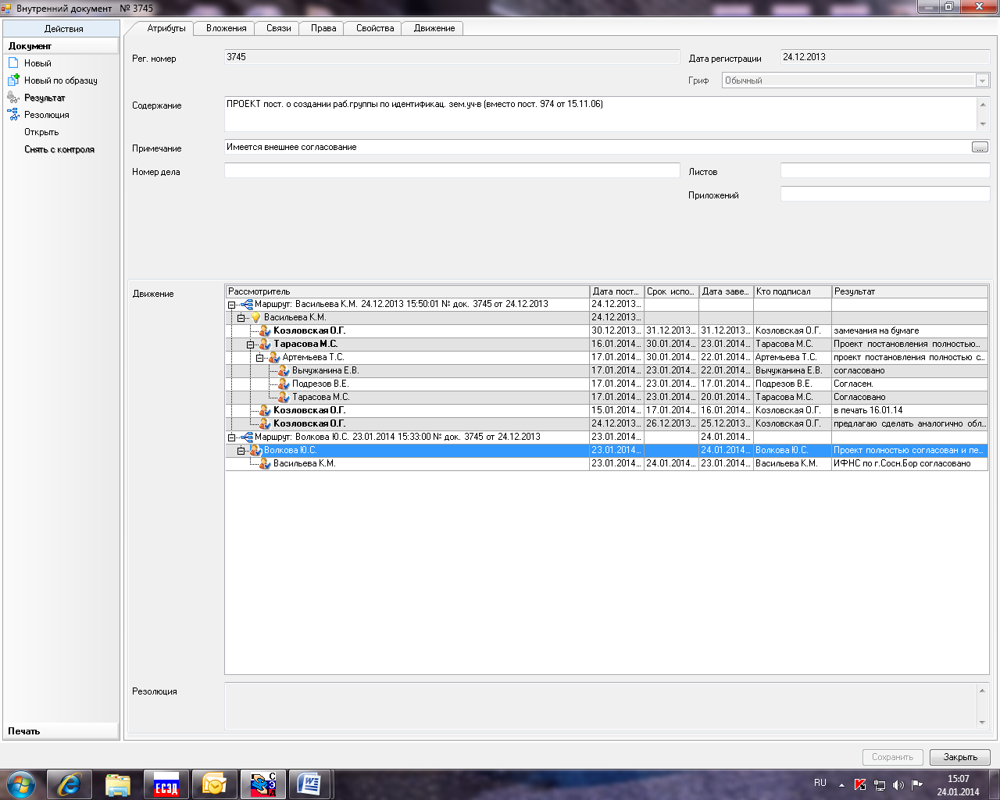 Внутренний документ № 3745
Действия
Документ
Новый
Новый по образцу
Результат
Резолюция
Открыть
Снять с контроля
Печать
Атрибуты Вложения Связи Права Свойства Движение
Рег. номер 3745 Дата регистрации 24.12.2013
Гриф Обычный
Содержание ПРОЕКТ пост. о создании раб.группы по идентификац. зем.уч-в (вместо пост. 974 от 15.11.06)
Примечание Имеется внешнее согласование ...
Номер дела Листов
Приложений
Движение
Рассмотритель Дата пост... Срок испо... Дата заве... Кто подписал Результат
Маршрут: Васильева К.М. 24.12.2013 15:50:01 № док. 3745 от 24.12.2013 24.12.2013...
Васильева К.М. 24.12.2013...
Козловская О.Г. 30.12.2013... 31.12.2013... 31.12.2013... Козловская О.Г. замечания на бумаге
Тарасова М.С. 16.01.2014... 30.01.2014... 23.01.2014... Тарасова М.С. Проект постановления полностью...
Артемьева Т.С. 17.01.2014... 30.01.2014... 22.01.2014... Артемьева Т.С. проект постановления полностью с...
Вычужанина Е.В. 17.01.2014... 23.01.2014... 22.01.2014... Вычужанина Е.В. согласовано
Подрезов В.Е. 17.01.2014... 23.01.2014... 17.01.2014... Подрезов В.Е. Согласен.
Тарасова М.С. 17.01.2014... 23.01.2014... 20.01.2014... Тарасова М.С. Согласовано
Козловская О.Г. 15.01.2014... 17.01.2014... 16.01.2014... Козловская О.Г. в печать 16.01.14
Козловская О.Г. 24.12.2013... 26.12.2013... 25.12.2013... Козловская О.Г. предлагаю сделать аналогично обл...
Маршрут: Волкова Ю.С. 23.01.2014 15:33:00 № док. 3745 от 24.12.2013 23.01.2014... 24.01.2014...
Волкова Ю.С. 23.01.2014... 24.01.2014... Волкова Ю.С. Проект полностью согласован и пе...
Васильева К.М. 23.01.2014... 24.01.2014... 23.01.2014... Васильева К.М. ИФНС по г.Сосн.Бор согласовано
Резолюция
Сохранить Закрыть
ЕСЭД СЭД W RU 15:07
24.01.2014